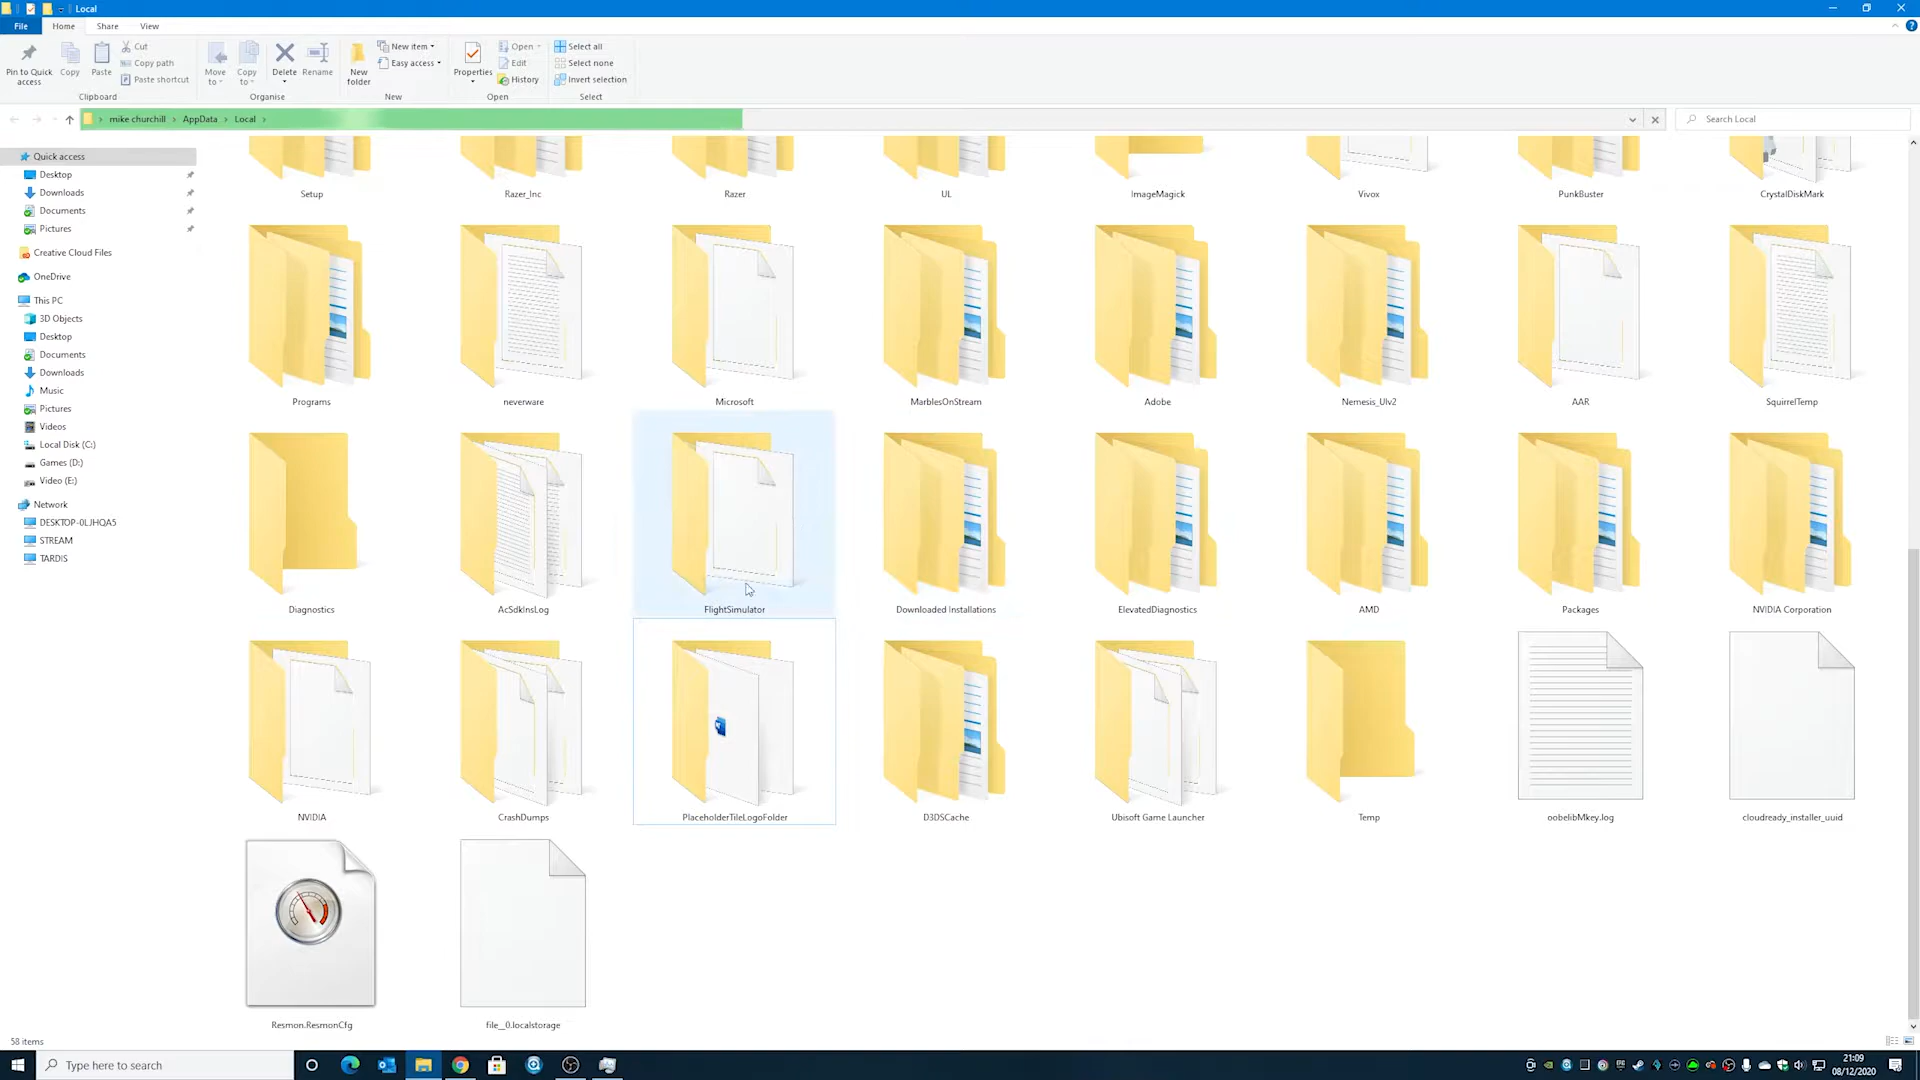 Local
File
Home
Share
View
Pin to Quick access
Copy
Paste
Cut
Copy path
Paste shortcut
Clipboard
Move to
Copy to
Delete
Rename
Organise
New folder
New item
Easy access
New
Properties
Open
Edit
History
Open
Select all
Select none
Invert selection
Select
mike churchill > AppData > Local >
Search Local
Quick access
Desktop
Downloads
Documents
Pictures
Creative Cloud Files
OneDrive
This PC
3D Objects
Desktop
Documents
Downloads
Music
Pictures
Videos
Local Disk (C:)
Games (D:)
Video (E:)
Network
DESKTOP-0LJHQA5
STREAM
TARDIS
Setup
Razer_Inc
Razer
UL
ImageMagick
Vivox
PunkBuster
CrystalDiskMark
Programs
neverware
Microsoft
MarblesOnStream
Adobe
Nemesis_UIv2
AAR
SquirrelTemp
Diagnostics
AcSdkInsLog
FlightSimulator
Downloaded Installations
ElevatedDiagnostics
AMD
Packages
NVIDIA Corporation
NVIDIA
CrashDumps
PlaceholderTileLogoFolder
D3DSCache
Ubisoft Game Launcher
Temp
oobelibMkey.log
cloudready_installer_uuid
Resmon.ResmonCfg
file__0.localstorage
58 items
Type here to search
21:09
08/12/2020